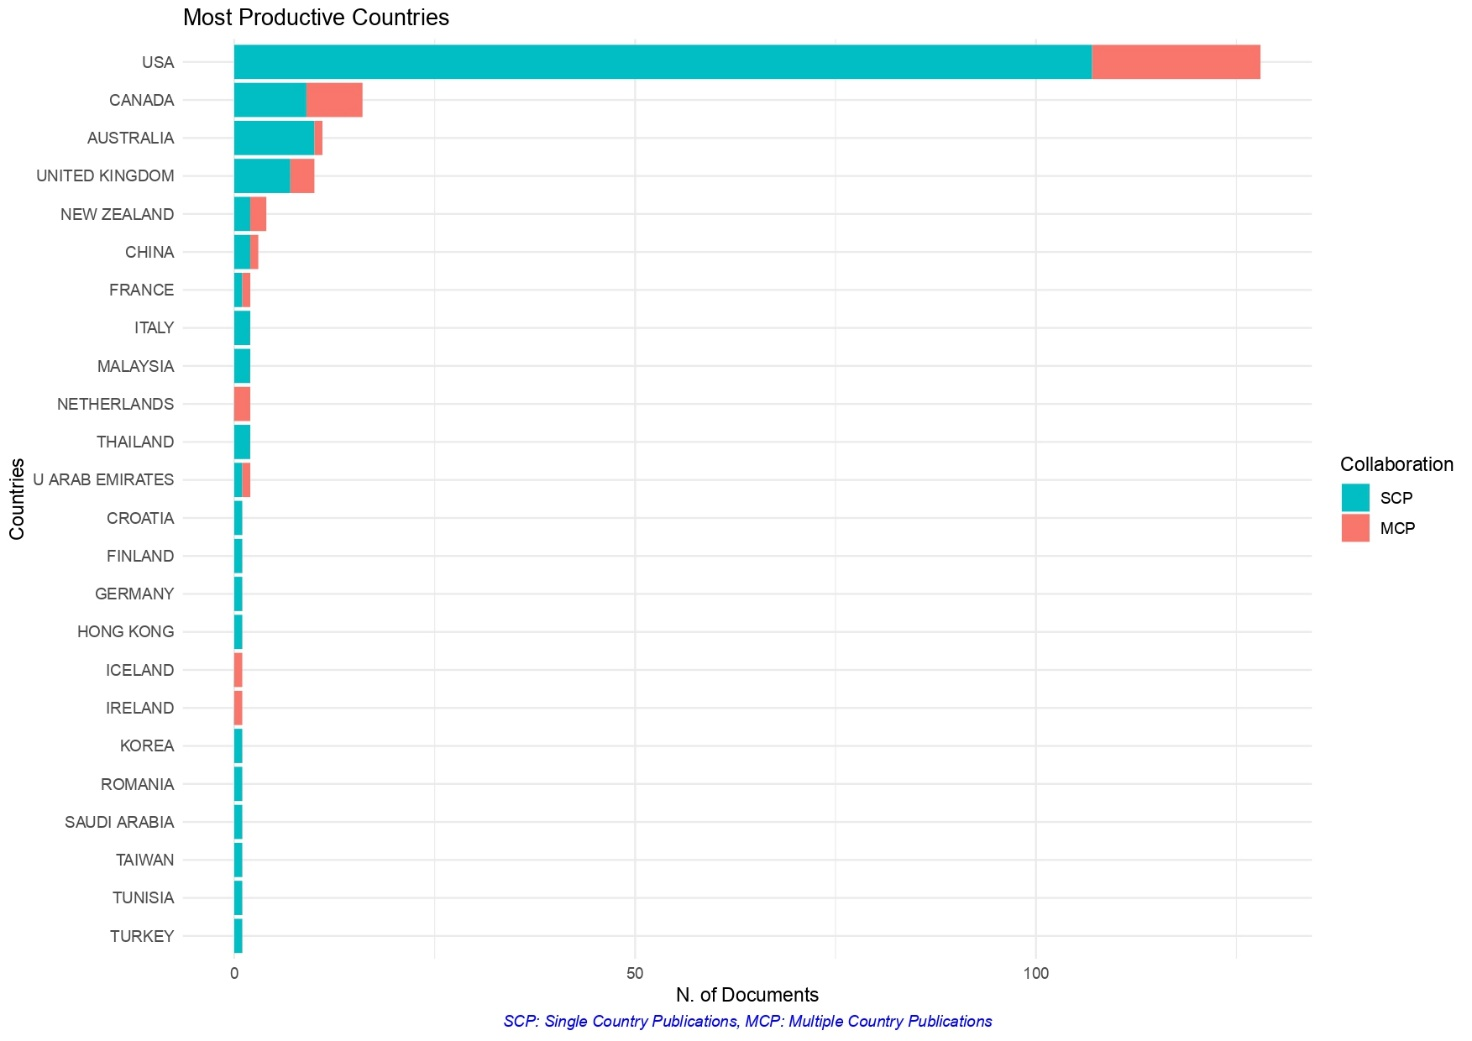 Most Productive Countries
USA
CANADA
AUSTRALIA
UNITED KINGDOM
NEW ZEALAND
CHINA
FRANCE
ITALY
MALAYSIA
NETHERLANDS
THAILAND
U ARAB EMIRATES
CROATIA
FINLAND
GERMANY
HONG KONG
ICELAND
IRELAND
KOREA
ROMANIA
SAUDI ARABIA
TAIWAN
TUNISIA
TURKEY
Countries
0 50 100
N. of Documents
SCP: Single Country Publications, MCP: Multiple Country Publications
Collaboration
SCP
MCP